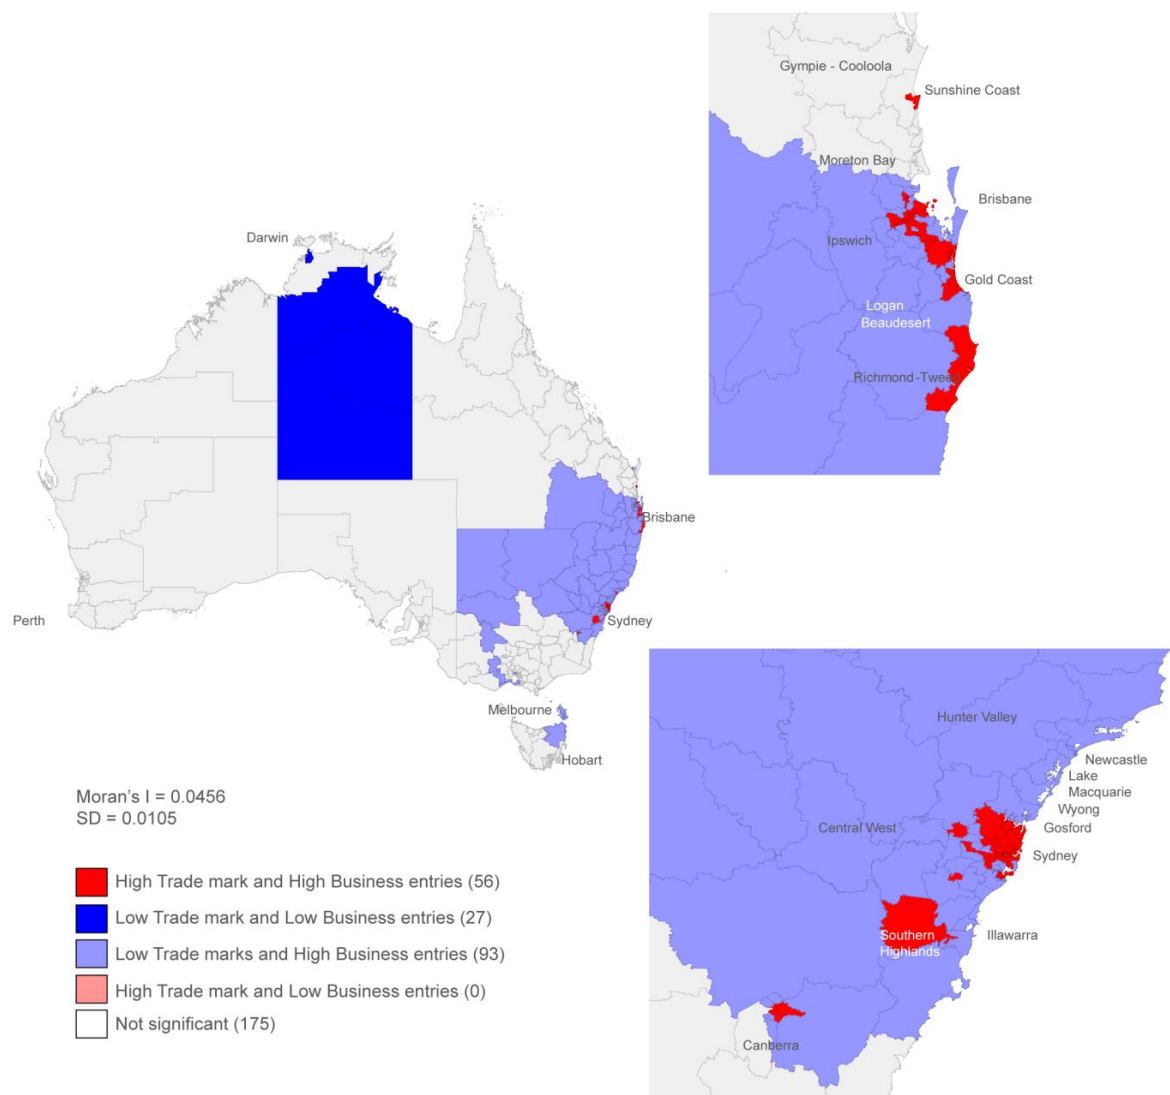 Gympie - Cooloola
Sunshine Coast
Moreton Bay
Brisbane
Ipswich
Gold Coast
Logan
Beaudesert
Richmond-Tweed
Darwin
Brisbane
Perth
Sydney
Melbourne
Hobart
Hunter Valley
Newcastle
Lake
Macquarie
Wyong
Central West
Gosford
Sydney
Southern
Highlands
Illawarra
Canberra
Moran's I = 0.0456
SD = 0.0105
High Trade mark and High Business entries (56)
Low Trade mark and Low Business entries (27)
Low Trade marks and High Business entries (93)
High Trade mark and Low Business entries (0)
Not significant (175)